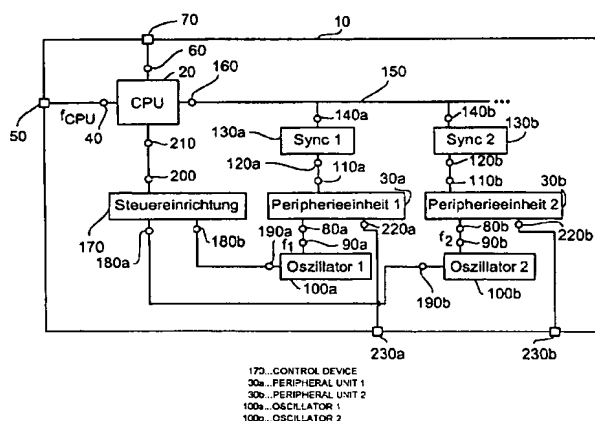 70
10
60
20
160
CPU
150
...
50
fCPU
40
140a
140b
210
130a
Sync 1
Sync 2
130b
120a
110a
120b
110b
200
30a
30b
Steuereinrichtung
Peripherieeinheit 1
Peripherieeinheit 2
170
180a
180b
190a
80a
220a
80b
220b
f1
90a
f2
90b
Oszillator 1
Oszillator 2
100a
190b
100b
230a
230b
170...CONTROL DEVICE
30a...PERIPHERAL UNIT 1
30b...PERIPHERAL UNIT 2
100a...OSCILLATOR 1
100b...OSCILLATOR 2